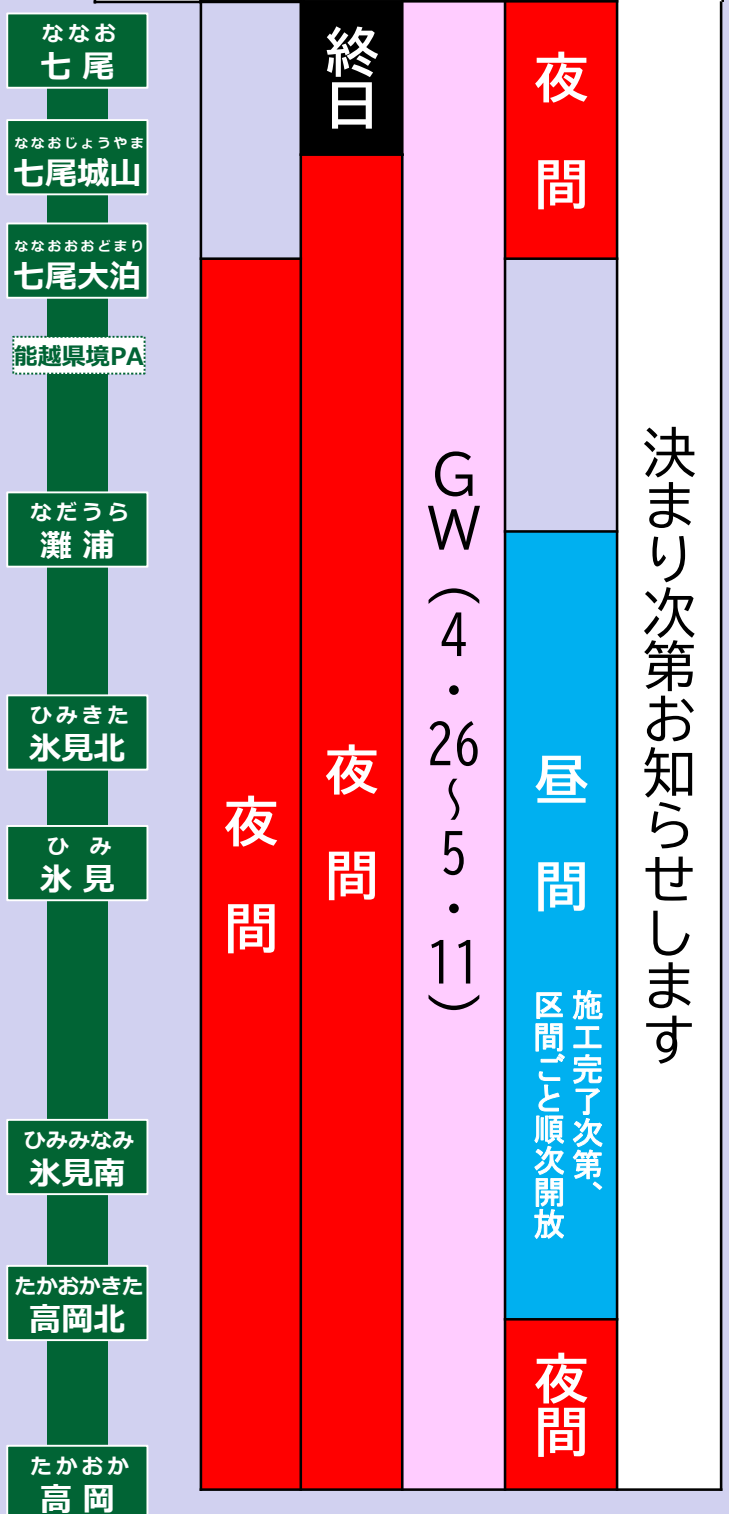 ななお
七尾
ななおじょうやま
七尾城山
ななおおおどまり
七尾大泊
能越県境PA
なだうら
灘浦
ひみきた
氷見北
ひみ
氷見
ひみみなみ
氷見南
たかおかきた
高岡北
たかおか
高岡
夜間
終日
夜間
GW(4・26~5・11)
夜間
昼間
施工完了次第、
区間ごと順次開放
夜間
決まり次第お知らせします